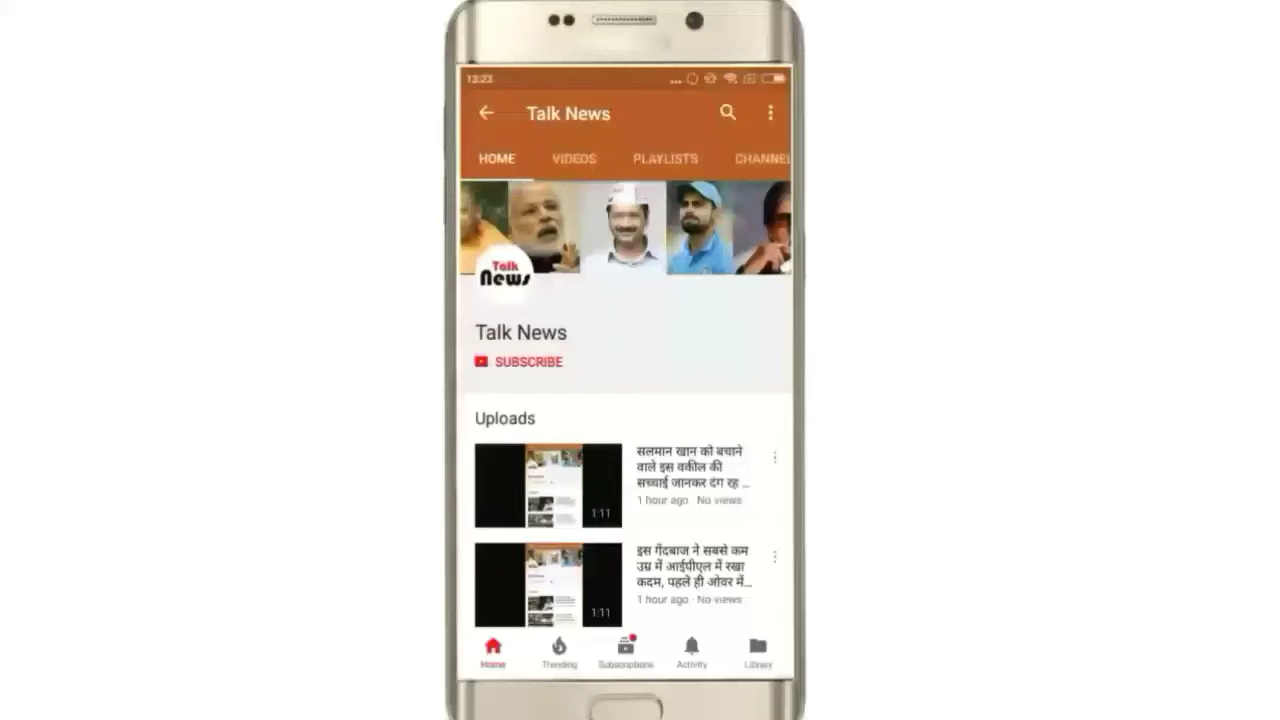 12:23
Talk News
HOME VIDEOS PLAYLISTS CHANNEL
Talk
News
Talk News
SUBSCRIBE
Uploads
सलमान खान को बचाने
वाले इस वकील की
सच्चाई जानकर दंग रह ...
1 hour ago · No views
1:11
इस गेंदबाज ने सबसे कम
उम्र में आईपीएल में रखा
कदम, पहले ही ओवर में...
1 hour ago · No views
1:11
Home Trending Subscriptions Activity Library